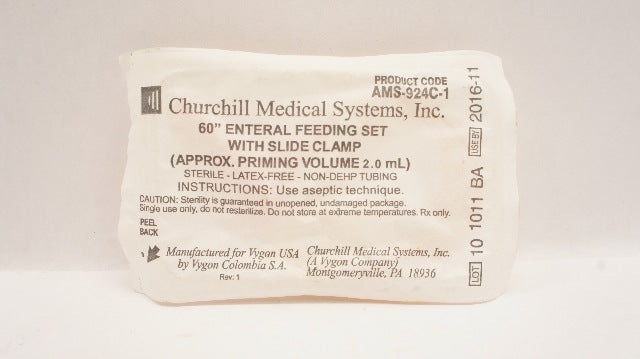 PRODUCT CODE
AMS-924C-1
Churchill Medical Systems, Inc.
60" ENTERAL FEEDING SET
WITH SLIDE CLAMP
(APPROX. PRIMING VOLUME 2.0 mL)
STERILE - LATEX-FREE - NON-DEHP TUBING
INSTRUCTIONS: Use aseptic technique.
CAUTION: Sterility is guaranteed in unopened, undamaged package.
Single use only, do not resterilize. Do not store at extreme temperatures. Rx only.
PEEL
BACK
Manufactured for Vygon USA
by Vygon Colombia S.A.
Rev: 1
Churchill Medical Systems, Inc.
(A Vygon Company)
Montgomeryville, PA 18936
LOT 10 1011 BA USE BY 2016-11